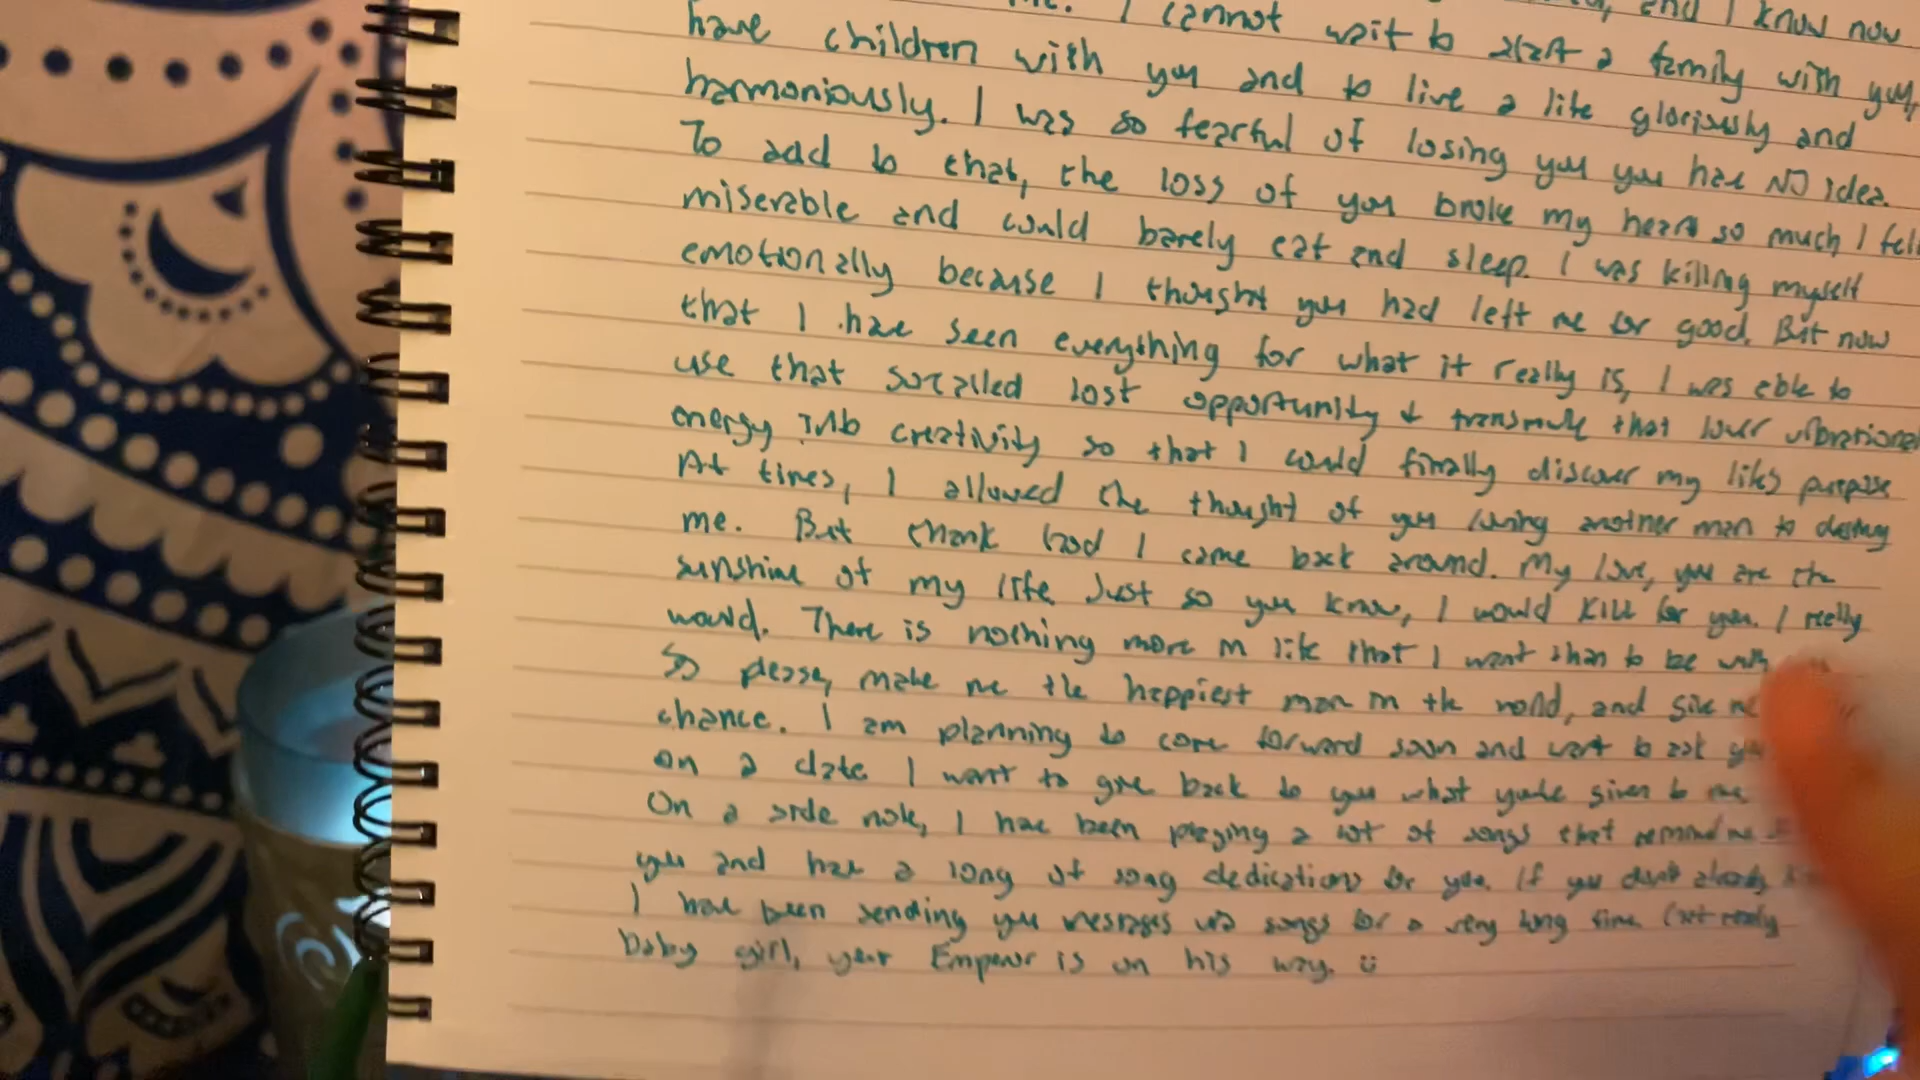 and I know now
I cannot wait to start a family with you,
have children with you and to live a life gloriously and
harmoniously. I was so fearful of losing you you have NO idea.
To add to that, the loss of you broke my heart so much I felt
miserable and could barely eat and sleep. I was killing myself
emotionally because I thought you had left me for good. But now
that I have seen everything for what it really is, I was able to
use that so called lost opportunity & transmute that lower vibrational
energy into creativity so that I could finally discover my life's purpose
At times, I allowed the thought of you loving another man to destroy
me. But thank God I came back around. My love, you are the
sunshine of my life. Just so you know, I would kill for you. I really
would. There is nothing more in life that I want than to be with
So please, make me the happiest man in the world, and give me
chance. I am planning to come forward soon and want to ask you
on a date. I want to give back to you what you've given to me
On a side note, I have been playing a lot of songs that remind me
you and have a long of song dedications for you. If you don't already
I have been sending you messages via songs for a very long time. Get ready
baby girl, your Emperor is on his way.